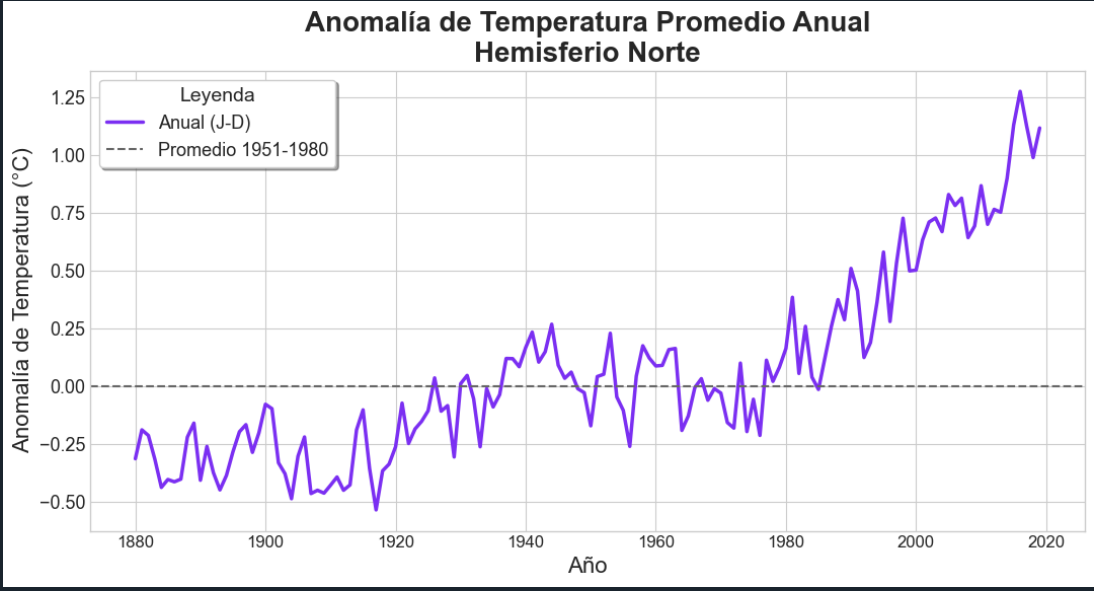 Anomalía de Temperatura Promedio Anual
Hemisferio Norte
Leyenda
Anual (J-D)
Promedio 1951-1980
Anomalía de Temperatura (°C)
1.25
1.00
0.75
0.50
0.25
0.00
−0.25
−0.50
1880
1900
1920
1940
1960
1980
2000
2020
Año